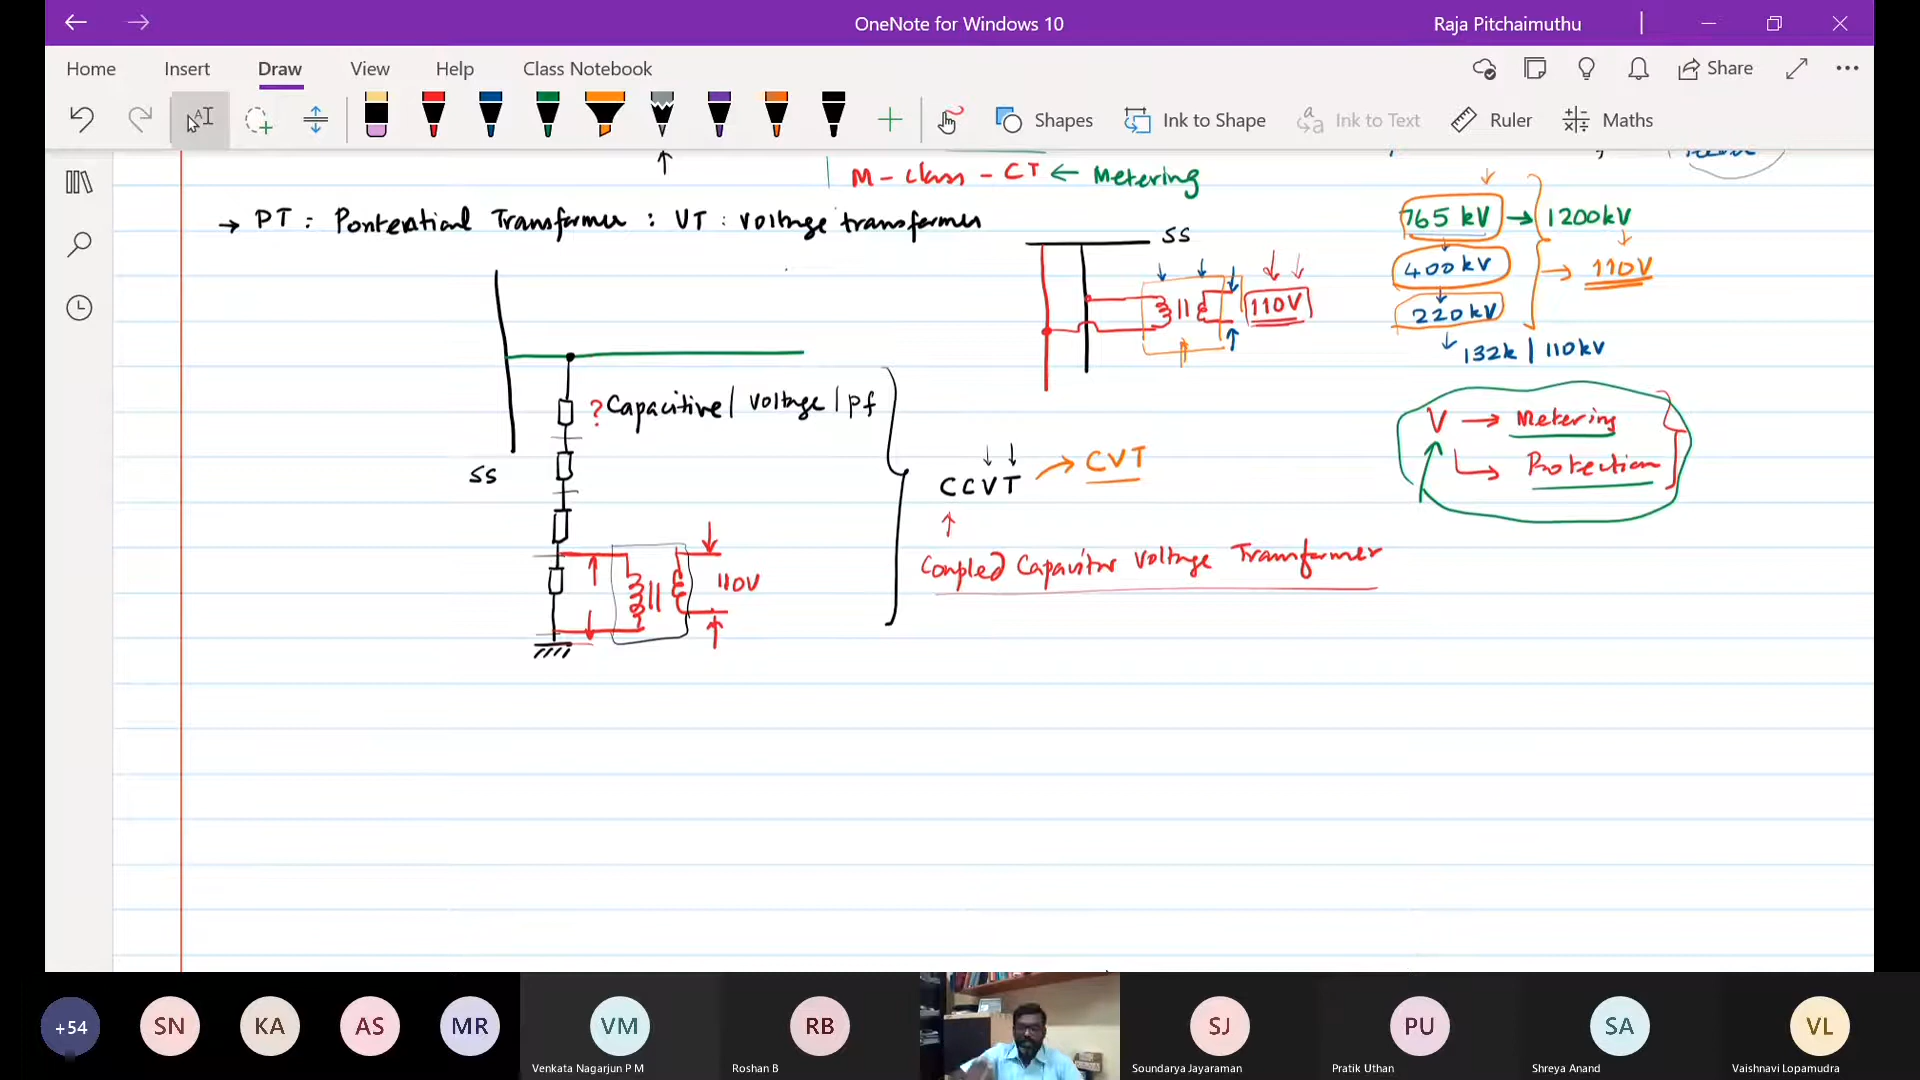 OneNote for Windows 10
Raja Pitchaimuthu
Home Insert Draw View Help Class Notebook
Share
Shapes Ink to Shape Ink to Text Ruler Maths
M - class - CT ← Metering
→ PT : Pontential Transformer : VT : Voltage transformer
SS
765 kV → 1200kV
400 kV → 110V
220kV
132k | 110kV
110V
? Capacitive | Voltage | pf
SS
CCVT → CVT
V → Metering
Protection
Coupled Capacitor Voltage Transformer
110V
+54 SN KA AS MR VM RB SJ PU SA VL
Venkata Nagarjun P M
Roshan B
Soundarya Jayaraman
Pratik Uthan
Shreya Anand
Vaishnavi Lopamudra